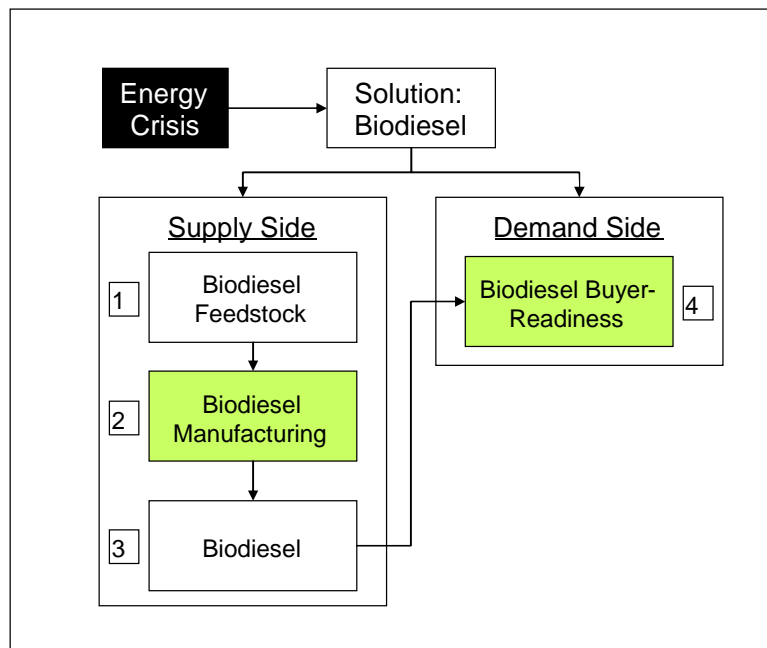 Energy
Crisis
Solution:
Biodiesel
Supply Side
1
Biodiesel
Feedstock
2
Biodiesel
Manufacturing
3
Biodiesel
Demand Side
Biodiesel Buyer-
Readiness
4